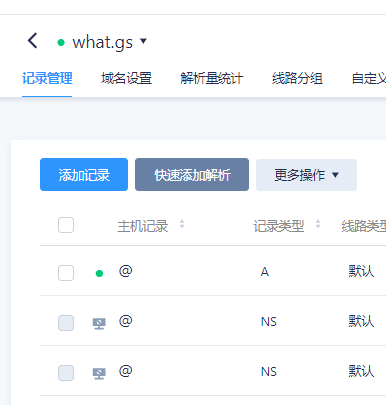 what.gs
记录管理 域名设置 解析量统计 线路分组 自定义
添加记录 快速添加解析 更多操作
主机记录 记录类型 线路类型
@ A 默认
@ NS 默认
@ NS 默认